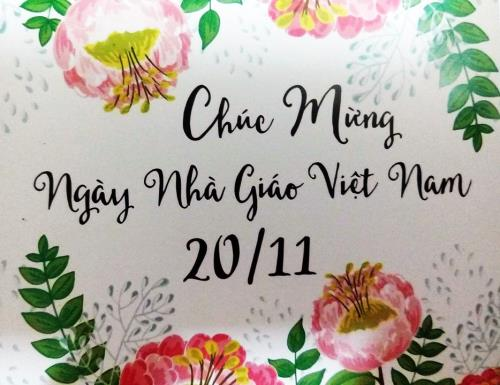 Chúc Mừng
Ngày Nhà Giáo Việt Nam
20/11